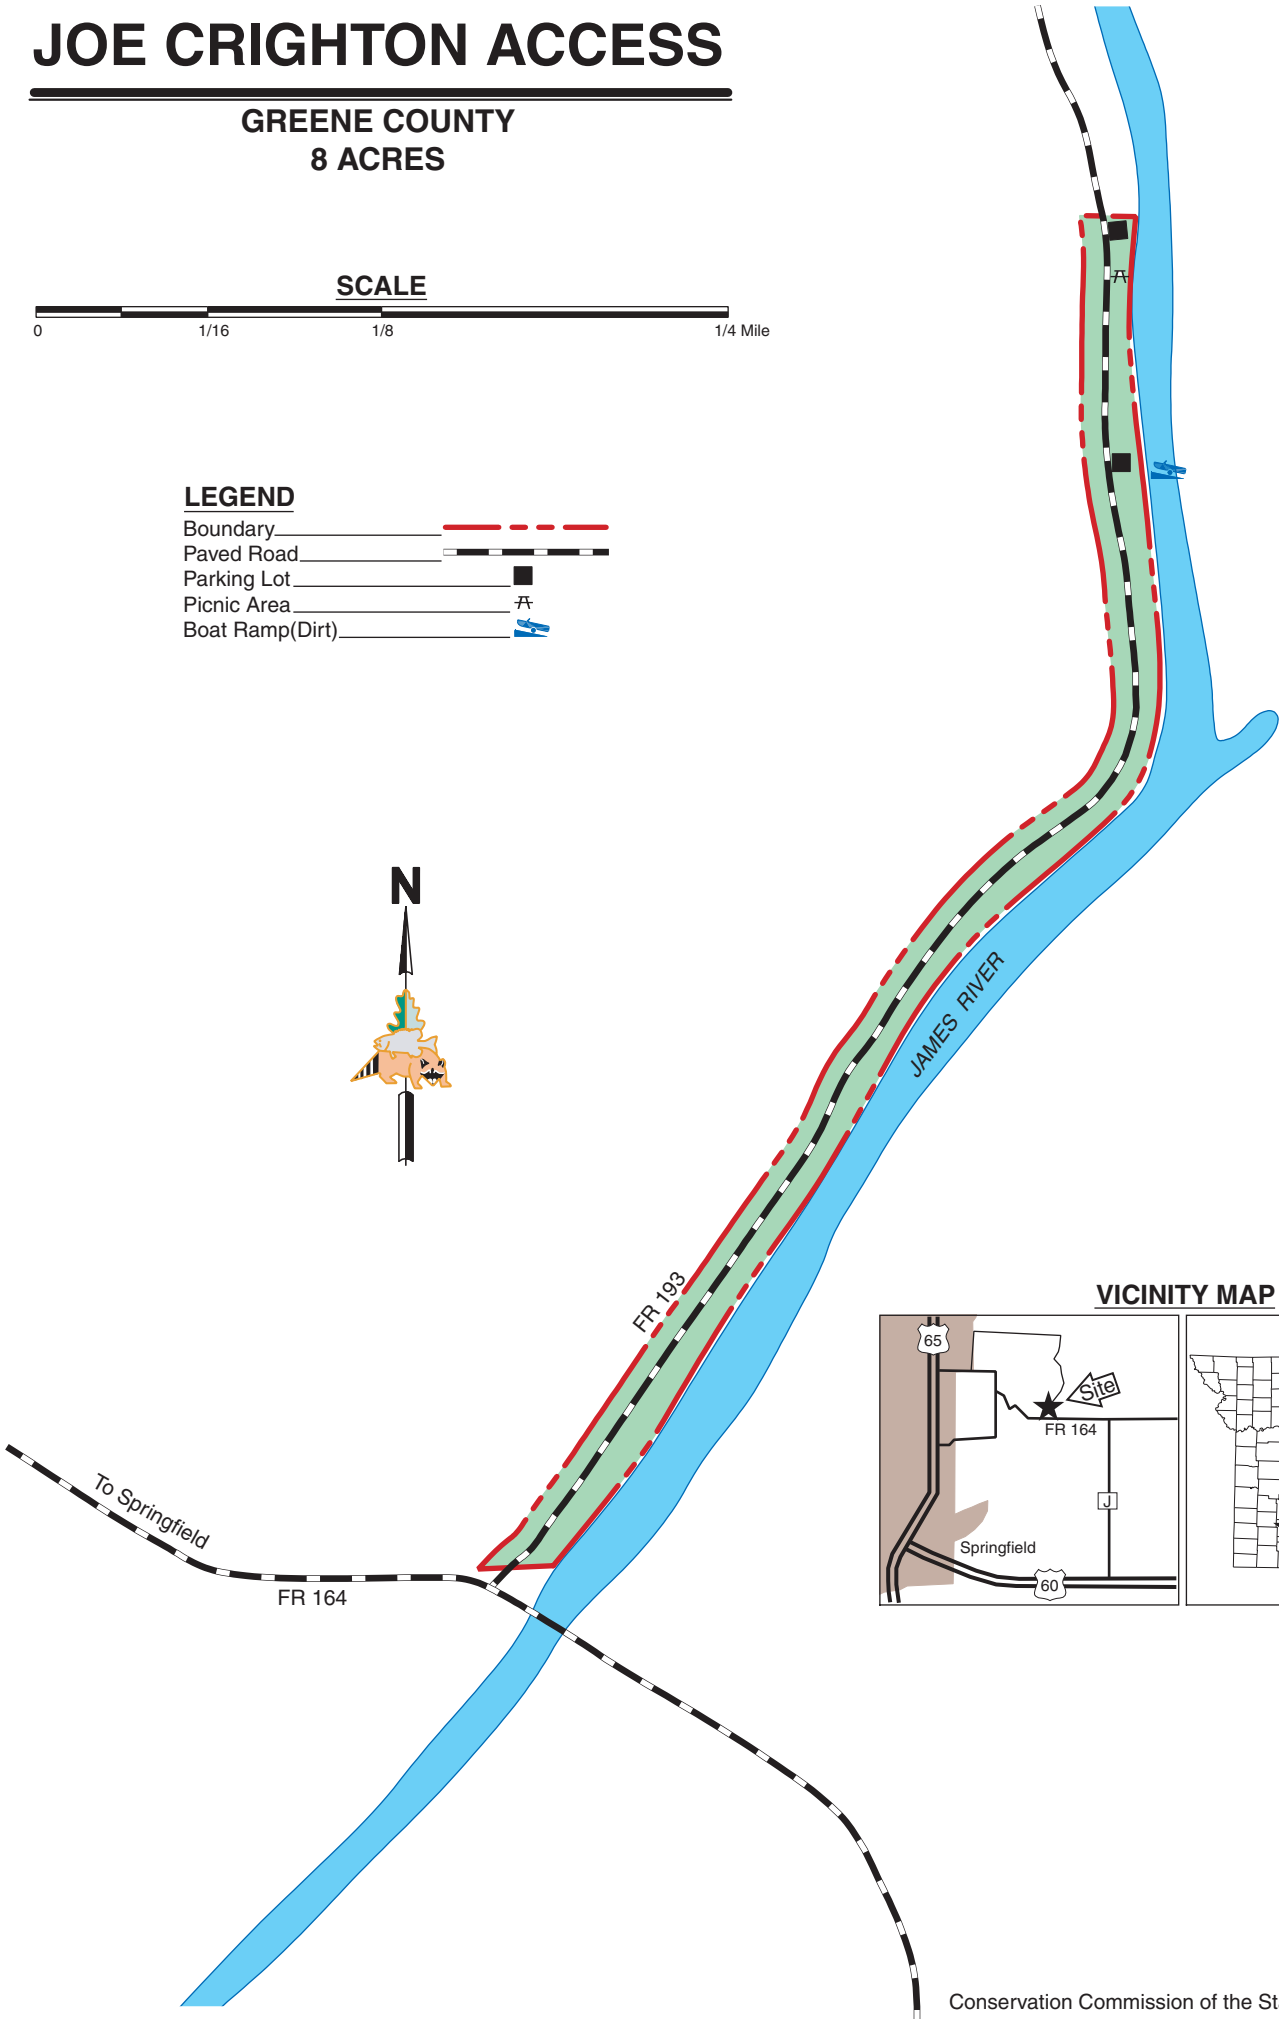 JOE CRIGHTON ACCESS
GREENE COUNTY
8 ACRES
SCALE
0 1/16 1/8 1/4 Mile
LEGEND
Boundary
Paved Road
Parking Lot
Picnic Area
Boat Ramp(Dirt)
N
JAMES RIVER
FR 193
To Springfield
FR 164
VICINITY MAP
65
Site
FR 164
J
Springfield
60
Conservation Commission of the